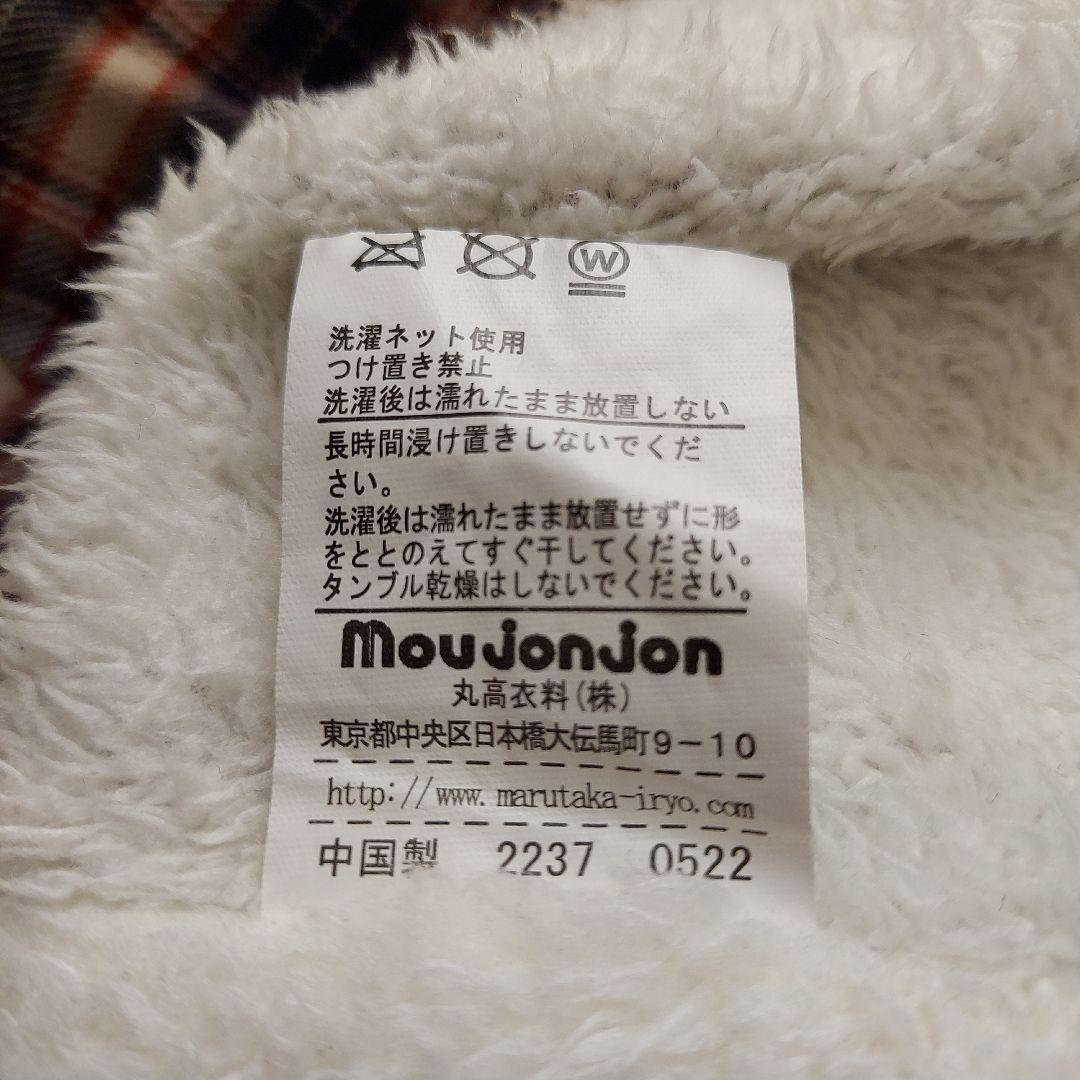 W
洗濯ネット使用
つけ置き禁止
洗濯後は濡れたまま放置しない
長時間浸け置きしないでくだ
さい。
洗濯後は濡れたまま放置せずに形
をととのえてすぐ干してください。
タンブル乾燥はしないでください。
moujonjon
丸高衣料(株)
東京都中央区日本橋大伝馬町9-10
http://www.marutaka-iryo.com
中国製 2237 0522